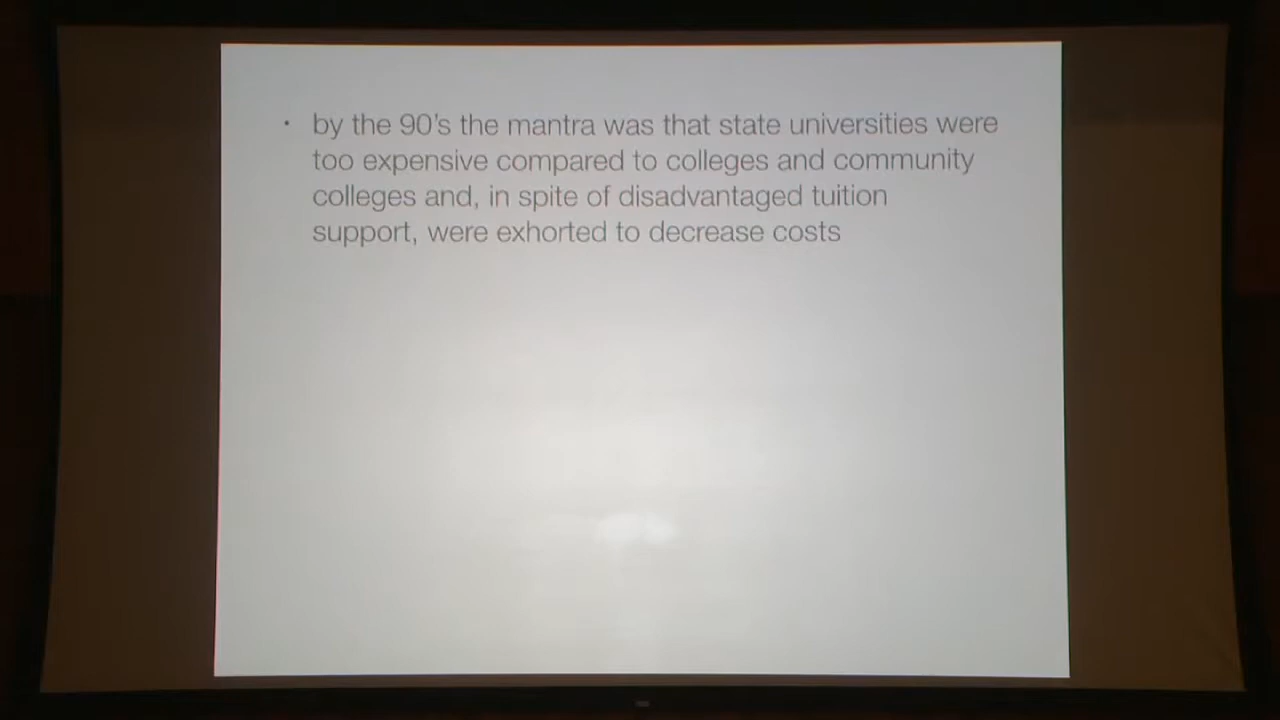 • by the 90's the mantra was that state universities were
too expensive compared to colleges and community
colleges and, in spite of disadvantaged tuition
support, were exhorted to decrease costs